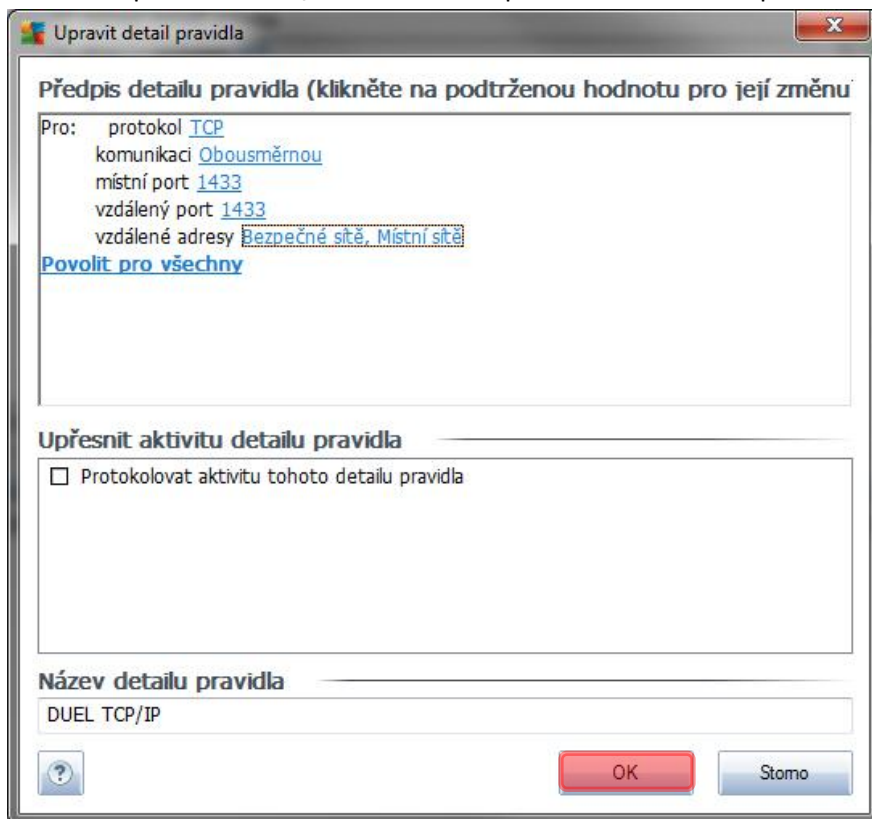 Upravit detail pravidla
Předpis detailu pravidla (klikněte na podtrženou hodnotu pro její změnu
Pro: protokol TCP
komunikaci Obousměrnou
místní port 1433
vzdálený port 1433
vzdálené adresy Bezpečné sítě, Místní sítě
Povolit pro všechny
Upřesnit aktivitu detailu pravidla
Protokolovat aktivitu tohoto detailu pravidla
Název detailu pravidla
DUEL TCP/IP
? OK Storno